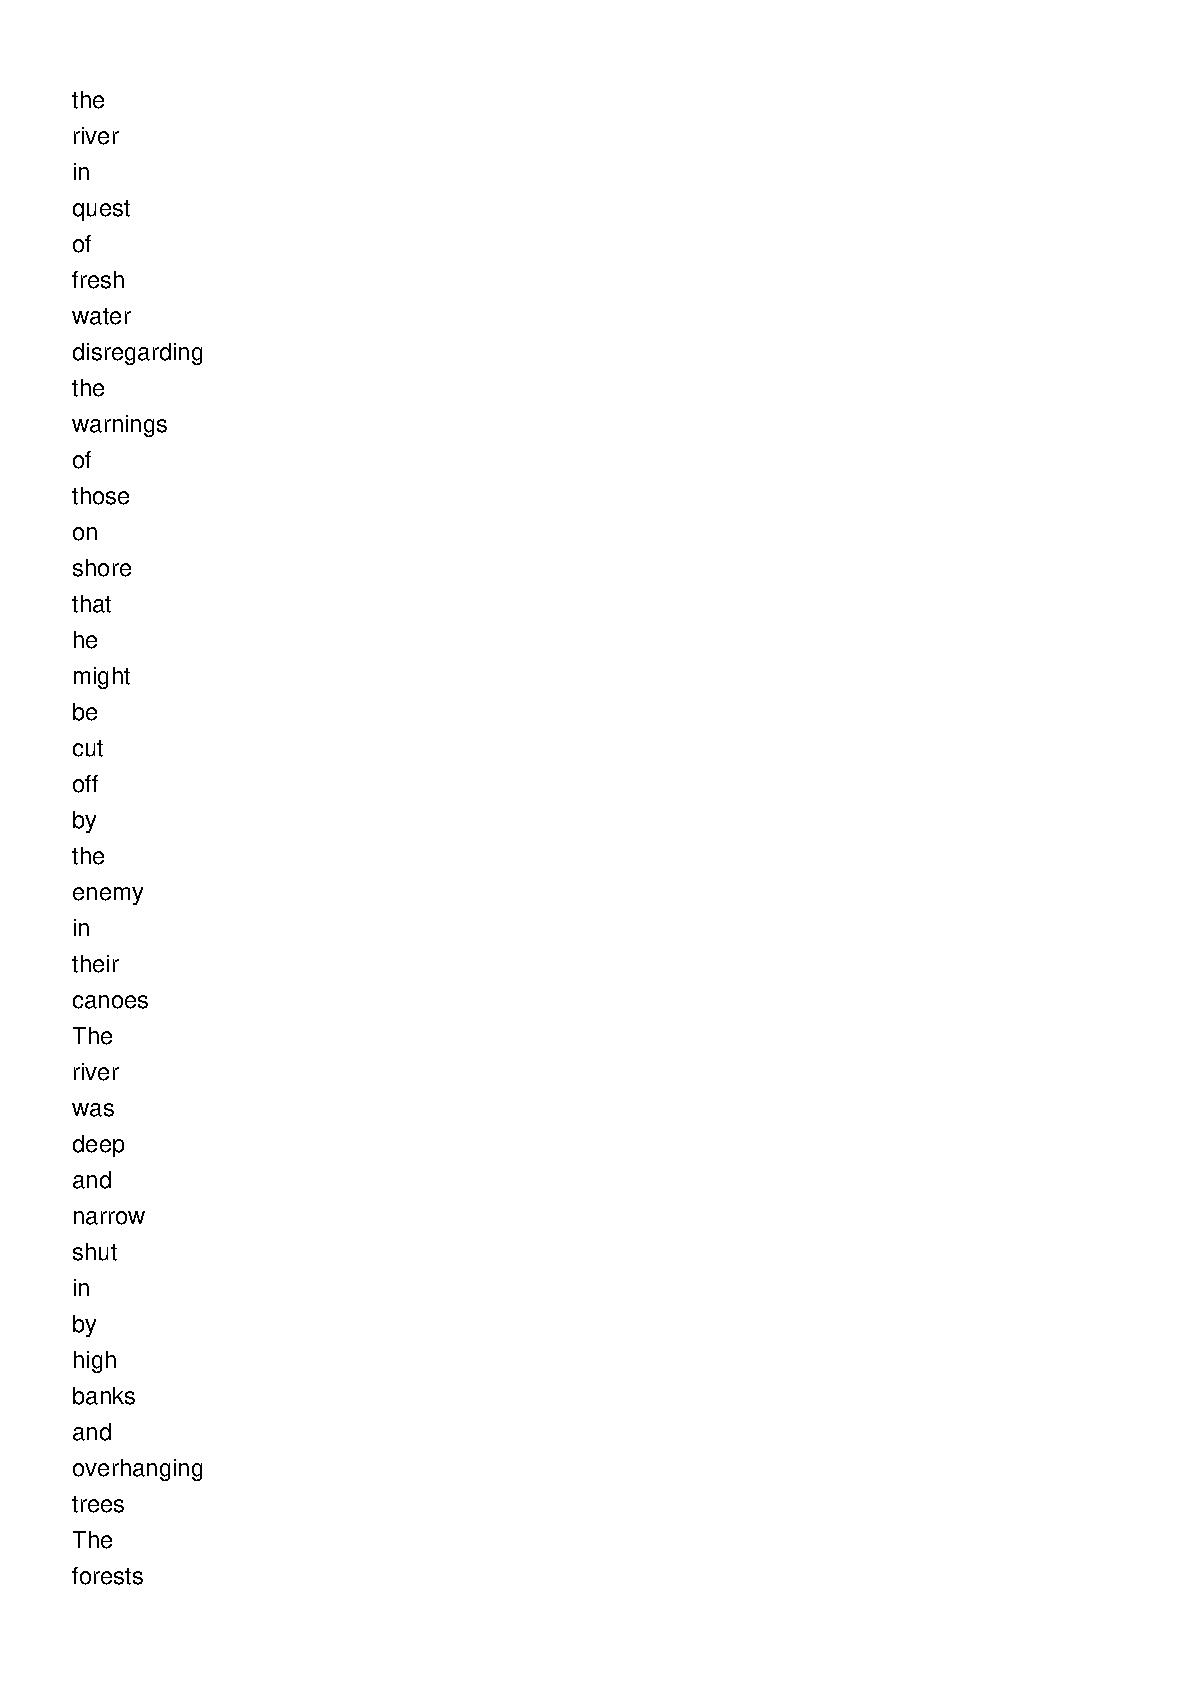 the
river
in
quest
of
fresh
water
disregarding
the
warnings
of
those
on
shore
that
he
might
be
cut
off
by
the
enemy
in
their
canoes
The
river
was
deep
and
narrow
shut
in
by
high
banks
and
overhanging
trees
The
forests